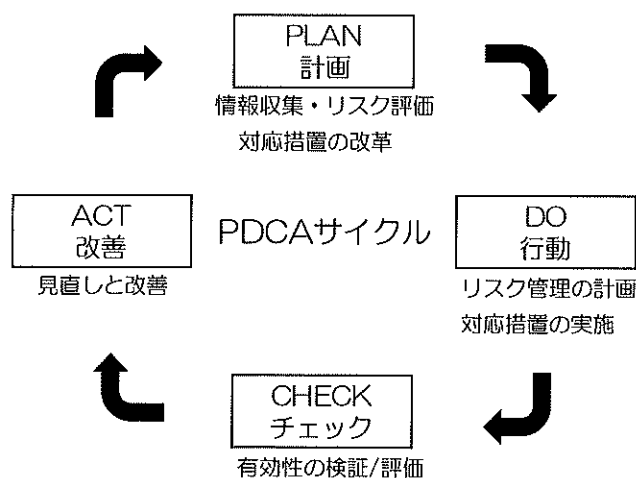 PLAN
計画
情報収集・リスク評価
対応措置の改革
ACT
改善
見直しと改善
PDCAサイクル
DO
行動
リスク管理の計画
対応措置の実施
CHECK
チェック
有効性の検証/評価